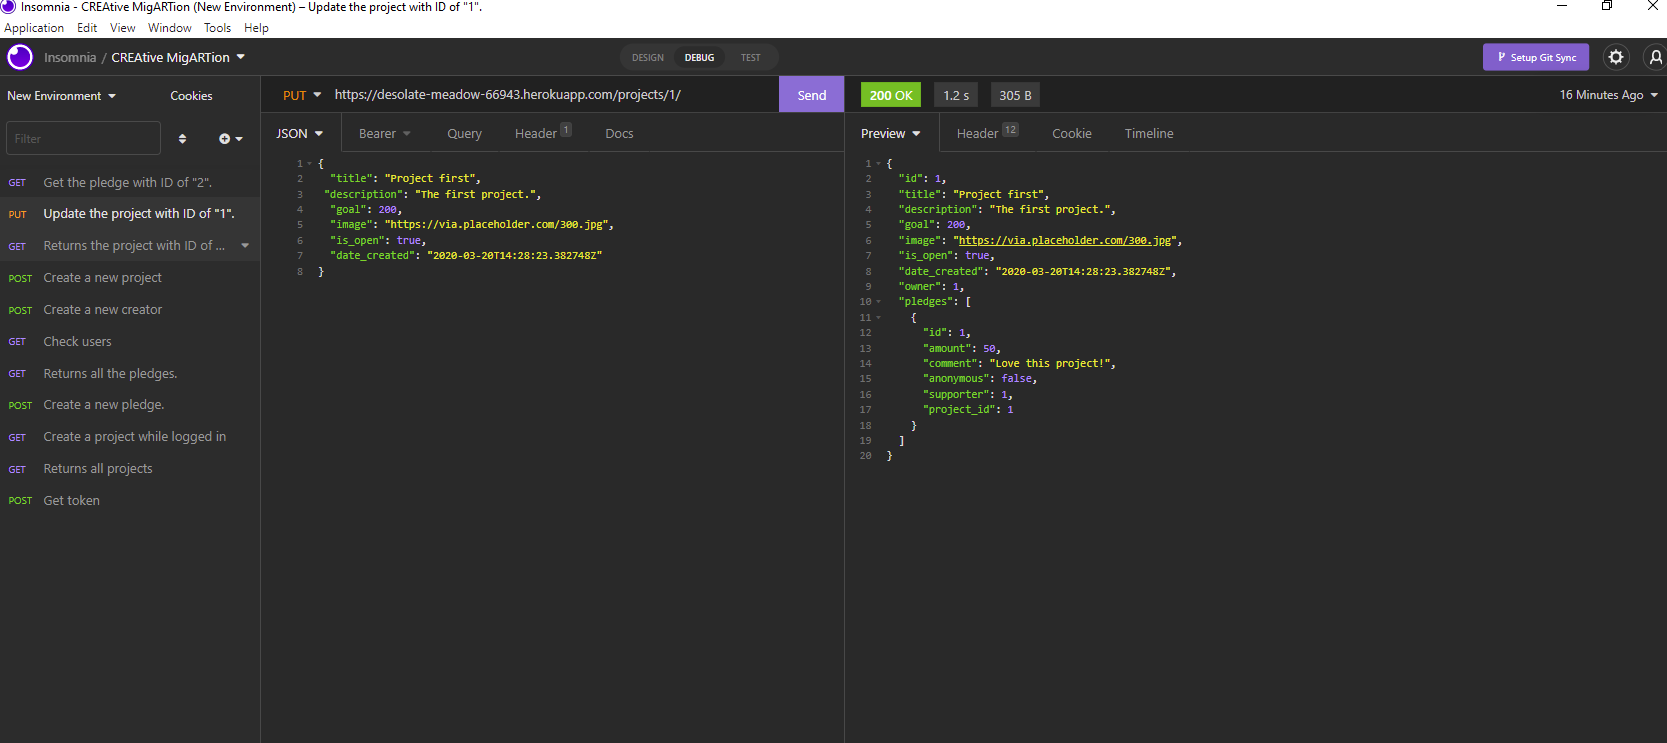 Insomnia - CREAtive MigARTion (New Environment) – Update the project with ID of "1".
Application Edit View Window Tools Help
Insomnia / CREAtive MigARTion
DESIGN DEBUG TEST
Setup Git Sync
New Environment Cookies
Filter
GET Get the pledge with ID of "2".
PUT Update the project with ID of "1".
GET Returns the project with ID of ...
POST Create a new project
POST Create a new creator
GET Check users
GET Returns all the pledges.
POST Create a new pledge.
GET Create a project while logged in
GET Returns all projects
POST Get token
PUT https://desolate-meadow-66943.herokuapp.com/projects/1/ Send
JSON Bearer Query Header 1 Docs
1 {
2 "title": "Project first",
3 "description": "The first project.",
4 "goal": 200,
5 "image": "https://via.placeholder.com/300.jpg",
6 "is_open": true,
7 "date_created": "2020-03-20T14:28:23.382748Z"
8 }
200 OK 1.2 s 305 B 16 Minutes Ago
Preview Header 12 Cookie Timeline
1 {
2 "id": 1,
3 "title": "Project first",
4 "description": "The first project.",
5 "goal": 200,
6 "image": "https://via.placeholder.com/300.jpg",
7 "is_open": true,
8 "date_created": "2020-03-20T14:28:23.382748Z",
9 "owner": 1,
10 "pledges": [
11 {
12 "id": 1,
13 "amount": 50,
14 "comment": "Love this project!",
15 "anonymous": false,
16 "supporter": 1,
17 "project_id": 1
18 }
19 ]
20 }